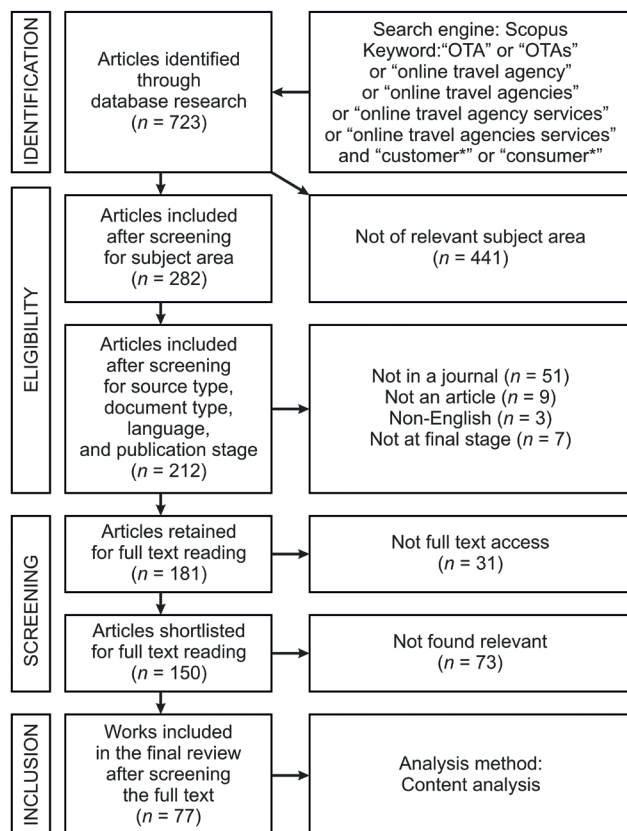 IDENTIFICATION
Articles identified
through
database research
(n = 723)
Search engine: Scopus
Keyword:“OTA” or “OTAs”
or “online travel agency”
or “online travel agencies”
or “online travel agency services”
or “online travel agencies services”
and “customer*” or “consumer*”
ELIGIBILITY
Articles included
after screening
for subject area
(n = 282)
Not of relevant subject area
(n = 441)
Articles included
after screening
for source type,
document type,
language,
and publication stage
(n = 212)
Not in a journal (n = 51)
Not an article (n = 9)
Non-English (n = 3)
Not at final stage (n = 7)
SCREENING
Articles retained
for full text reading
(n = 181)
Not full text access
(n = 31)
Articles shortlisted
for full text reading
(n = 150)
Not found relevant
(n = 73)
INCLUSION
Works included
in the final review
after screening
the full text
(n = 77)
Analysis method:
Content analysis